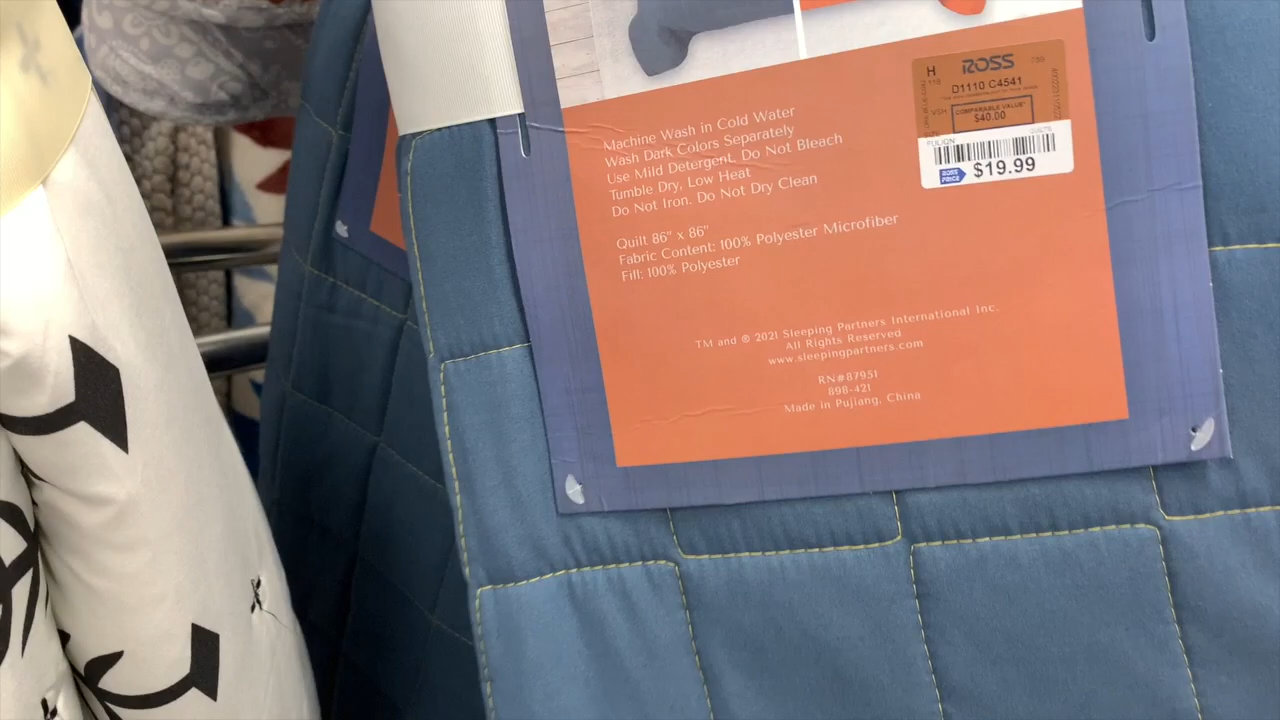 Machine Wash in Cold Water
Wash Dark Colors Separately
Use Mild Detergent. Do Not Bleach
Tumble Dry, Low Heat
Do Not Iron. Do Not Dry Clean
Quilt 86" x 86"
Fabric Content: 100% Polyester Microfiber
Fill: 100% Polyester
TM and © 2021 Sleeping Partners International Inc.
All Rights Reserved
www.sleepingpartners.com
RN#87951
898-421
Made in Pujiang, China
H ROSS
D1110 C4541
COMPARABLE VALUE*
$40.00
ROSS PRICE $19.99